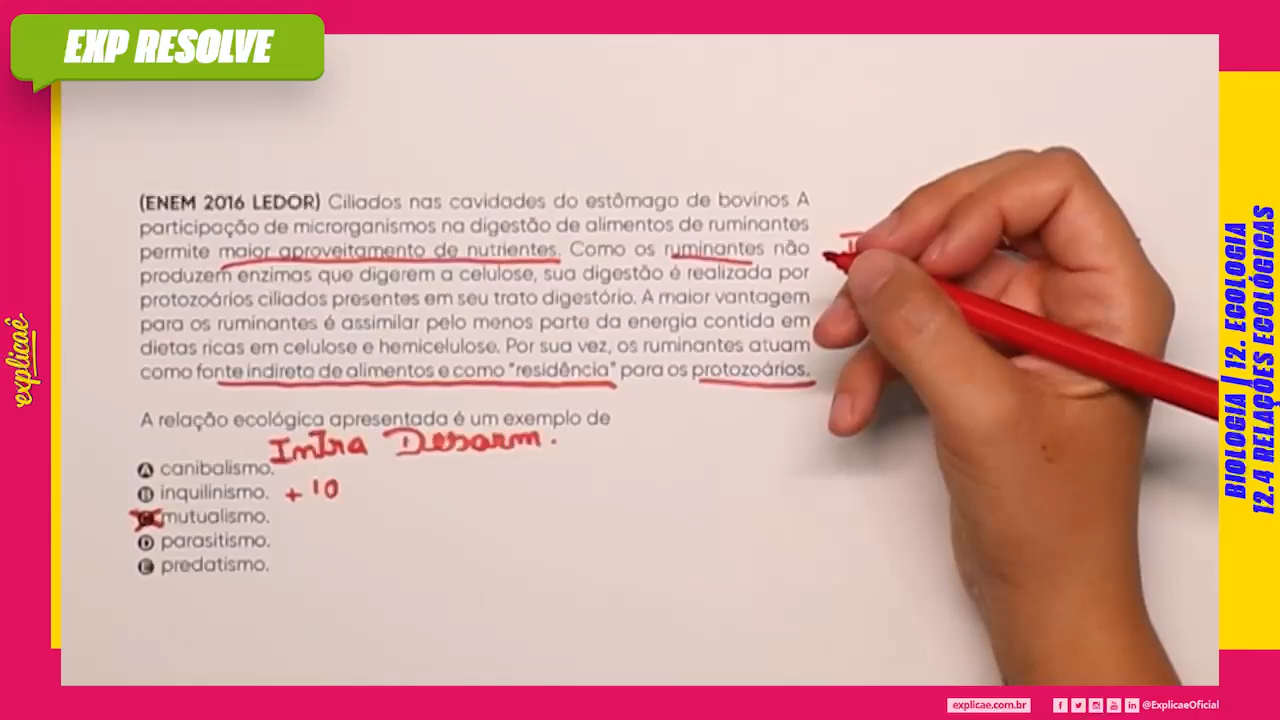 EXP RESOLVE
(ENEM 2016 LEDOR) Ciliados nas cavidades do estômago de bovinos A
participação de microrganismos na digestão de alimentos de ruminantes
permite maior aproveitamento de nutrientes. Como os ruminantes não
produzem enzimas que digerem a celulose, sua digestão é realizada por
protozoários ciliados presentes em seu trato digestório. A maior vantagem
para os ruminantes é assimilar pelo menos parte da energia contida em
dietas ricas em celulose e hemicelulose. Por sua vez, os ruminantes atuam
como fonte indireta de alimentos e como "residência" para os protozoários.
A relação ecológica apresentada é um exemplo de
Intra Desarm.
A canibalismo.
B inquilinismo. + 10
C mutualismo.
D parasitismo.
E predatismo.
explicaê
BIOLOGIA | 12. ECOLOGIA
12.4 RELAÇÕES ECOLÓGICAS
explicae.com.br @ExplicaeOficial